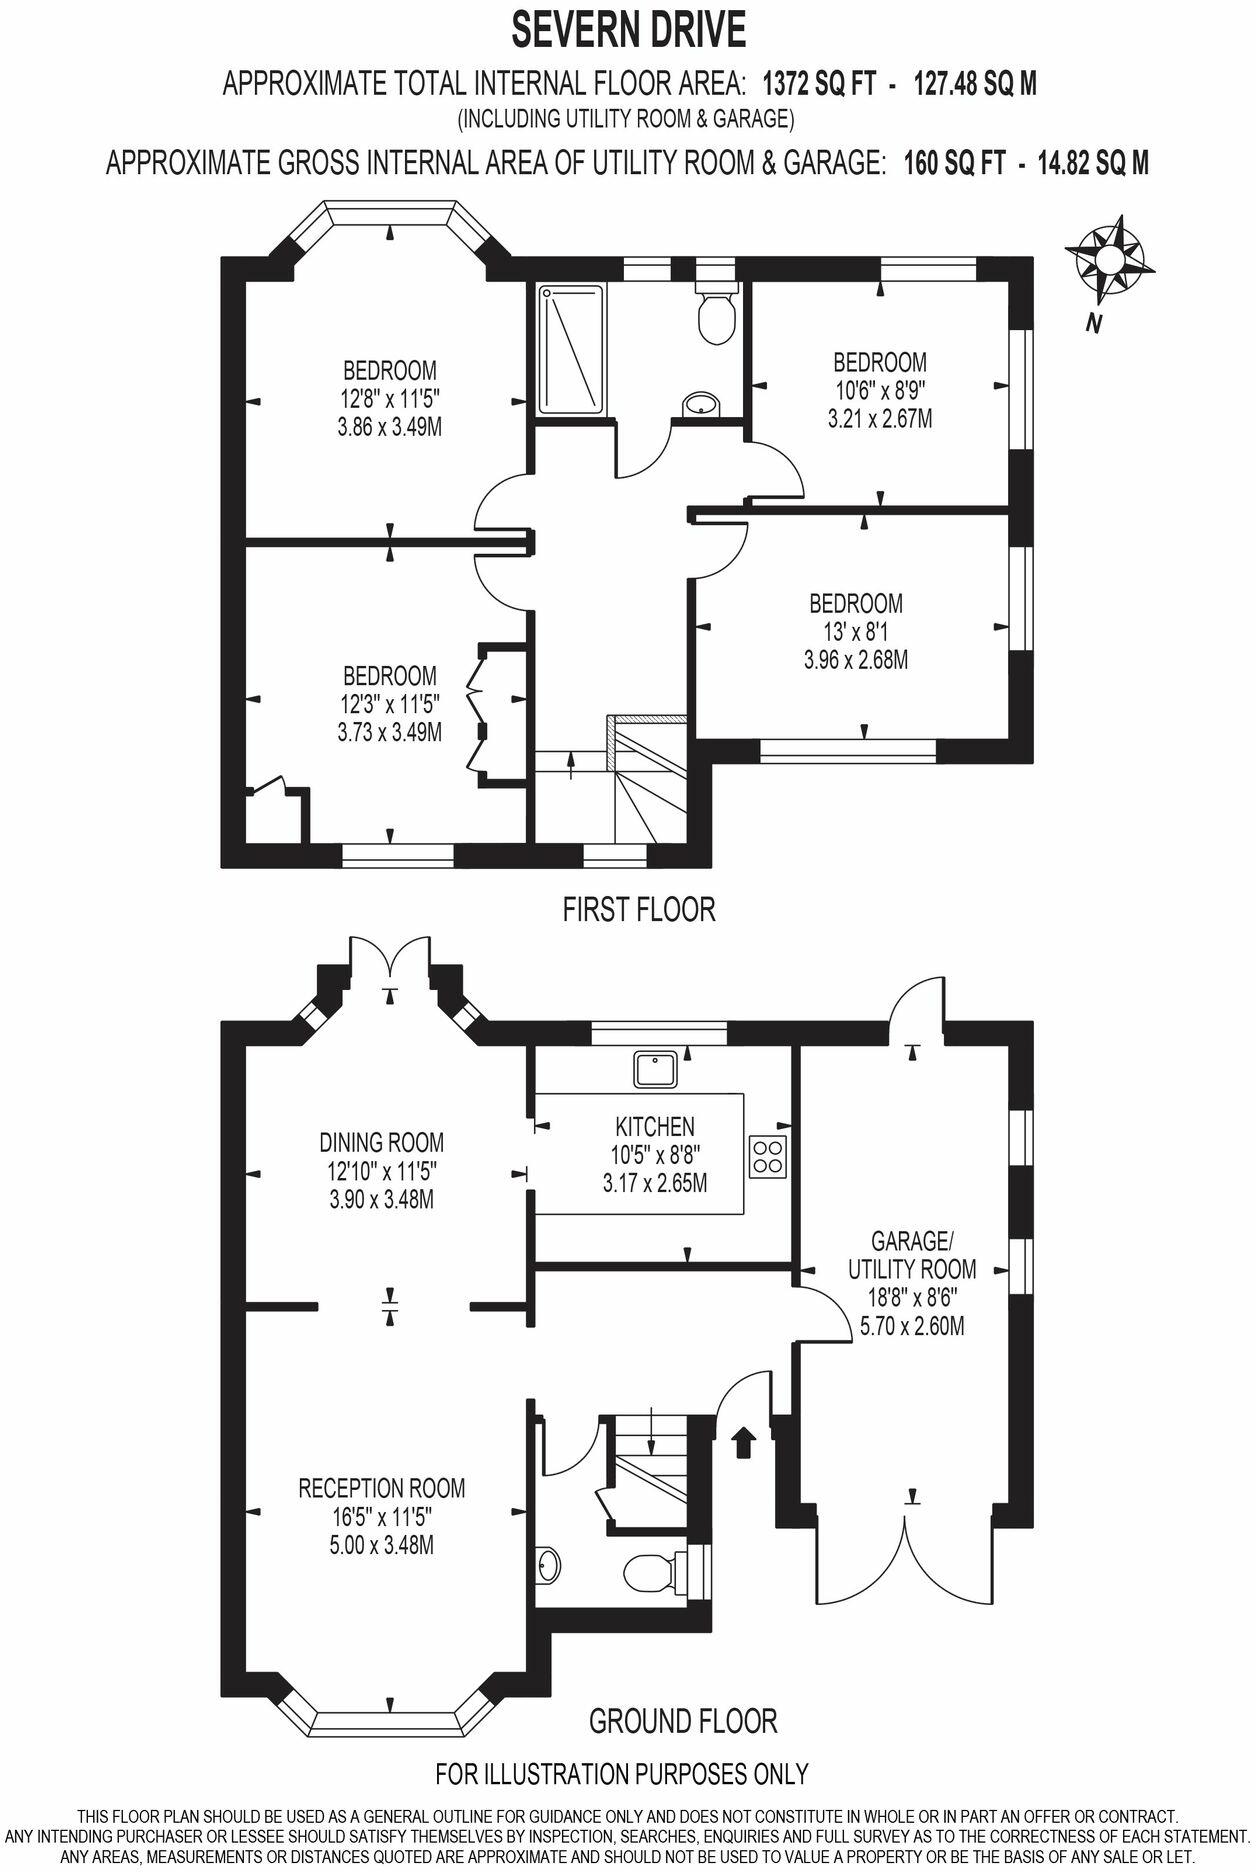 SEVERN DRIVE
APPROXIMATE TOTAL INTERNAL FLOOR AREA: 1372 SQ FT - 127.48 SQ M
(INCLUDING UTILITY ROOM & GARAGE)
APPROXIMATE GROSS INTERNAL AREA OF UTILITY ROOM & GARAGE: 160 SQ FT - 14.82 SQ M
N
BEDROOM
12'8" x 11'5"
3.86 x 3.49M
BEDROOM
10'6" x 8'9"
3.21 x 2.67M
BEDROOM
13' x 8'1
3.96 x 2.68M
BEDROOM
12'3" x 11'5"
3.73 x 3.49M
FIRST FLOOR
DINING ROOM
12'10" x 11'5"
3.90 x 3.48M
KITCHEN
10'5" x 8'8"
3.17 x 2.65M
GARAGE/
UTILITY ROOM
18'8" x 8'6"
5.70 x 2.60M
RECEPTION ROOM
16'5" x 11'5"
5.00 x 3.48M
GROUND FLOOR
FOR ILLUSTRATION PURPOSES ONLY
THIS FLOOR PLAN SHOULD BE USED AS A GENERAL OUTLINE FOR GUIDANCE ONLY AND DOES NOT CONSTITUTE IN WHOLE OR IN PART AN OFFER OR CONTRACT.
ANY INTENDING PURCHASER OR LESSEE SHOULD SATISFY THEMSELVES BY INSPECTION, SEARCHES, ENQUIRIES AND FULL SURVEY AS TO THE CORRECTNESS OF EACH STATEMENT.
ANY AREAS, MEASUREMENTS OR DISTANCES QUOTED ARE APPROXIMATE AND SHOULD NOT BE USED TO VALUE A PROPERTY OR BE THE BASIS OF ANY SALE OR LET.